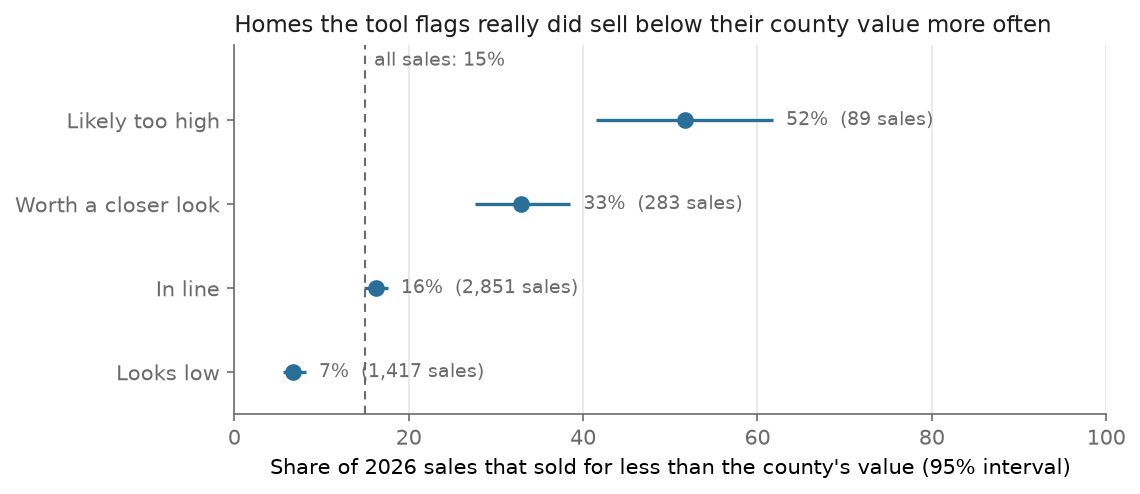 Homes the tool flags really did sell below their county value more often
all sales: 15%
Likely too high
52%  (89 sales)
Worth a closer look
33%  (283 sales)
In line
16%  (2,851 sales)
Looks low
7%  (1,417 sales)
0 20 40 60 80 100
Share of 2026 sales that sold for less than the county's value (95% interval)